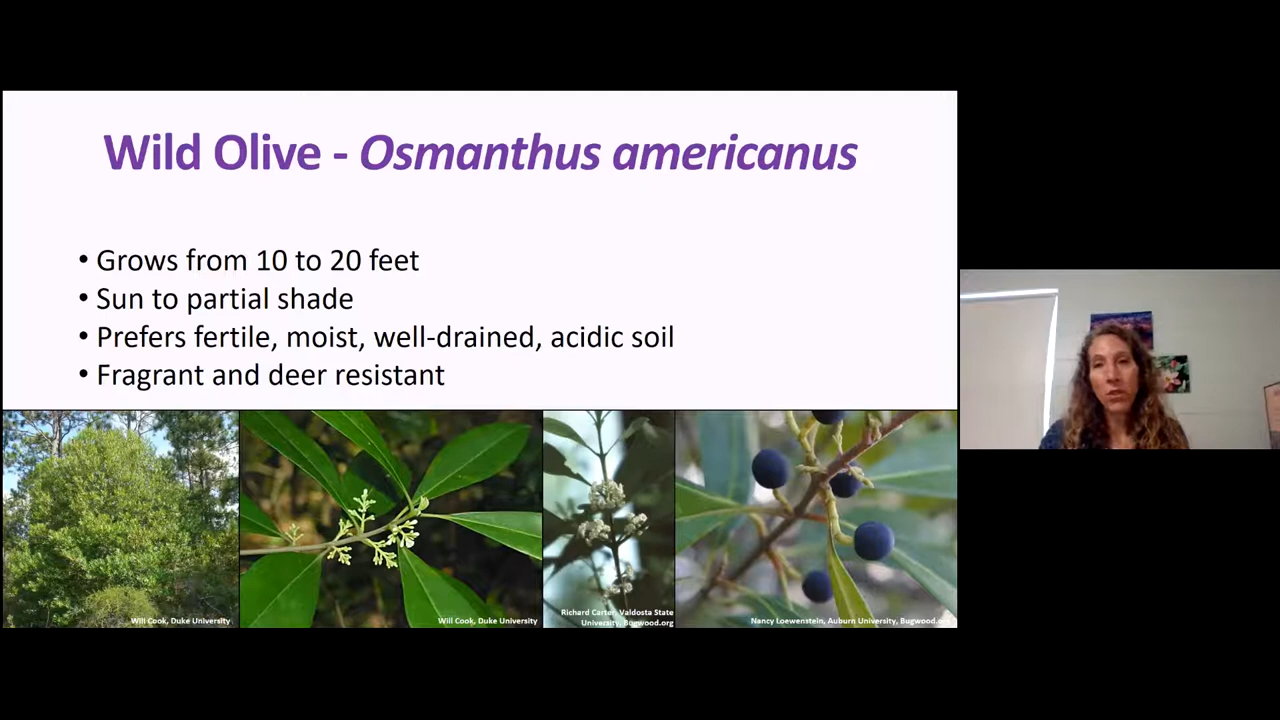 Wild Olive - Osmanthus americanus
• Grows from 10 to 20 feet
• Sun to partial shade
• Prefers fertile, moist, well-drained, acidic soil
• Fragrant and deer resistant
Will Cook, Duke University
Will Cook, Duke University
Richard Carter, Valdosta State
University, Bugwood.org
Nancy Loewenstein, Auburn University, Bugwood.org